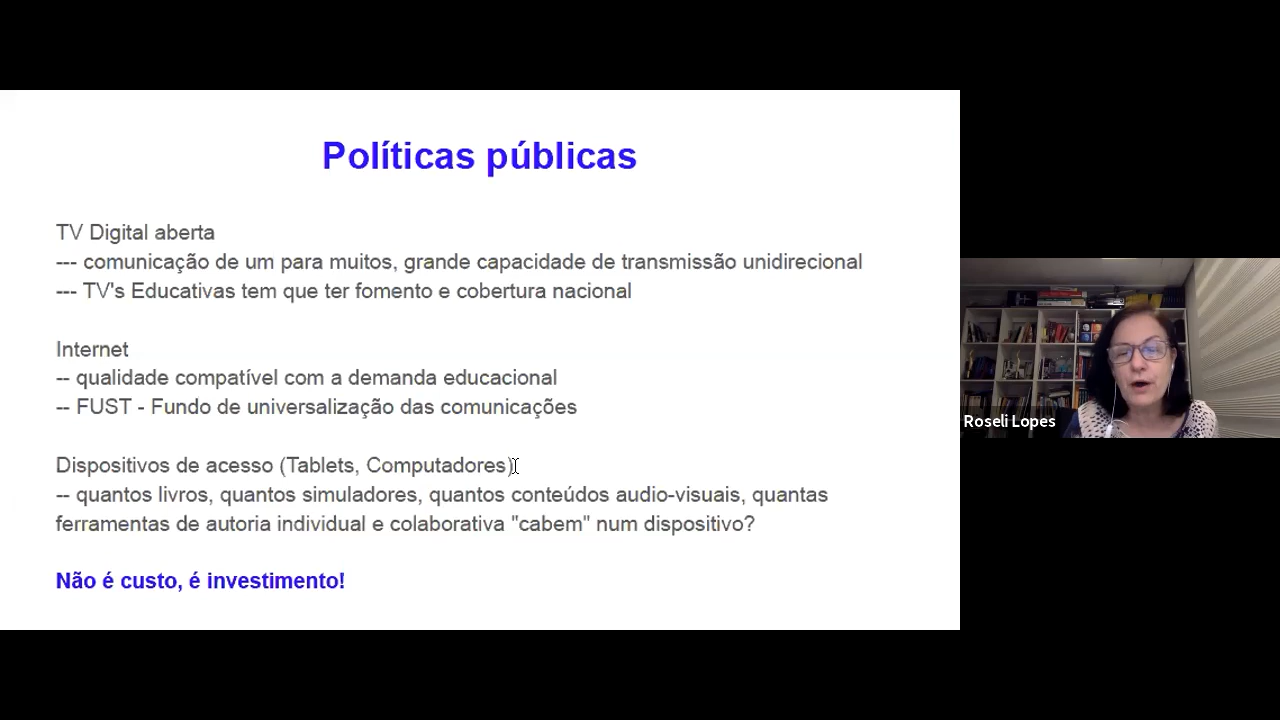 Políticas públicas
TV Digital aberta
--- comunicação de um para muitos, grande capacidade de transmissão unidirecional
--- TV's Educativas tem que ter fomento e cobertura nacional
Internet
-- qualidade compatível com a demanda educacional
-- FUST - Fundo de universalização das comunicações
Dispositivos de acesso (Tablets, Computadores)
-- quantos livros, quantos simuladores, quantos conteúdos audio-visuais, quantas
ferramentas de autoria individual e colaborativa "cabem" num dispositivo?
Não é custo, é investimento!
Roseli Lopes